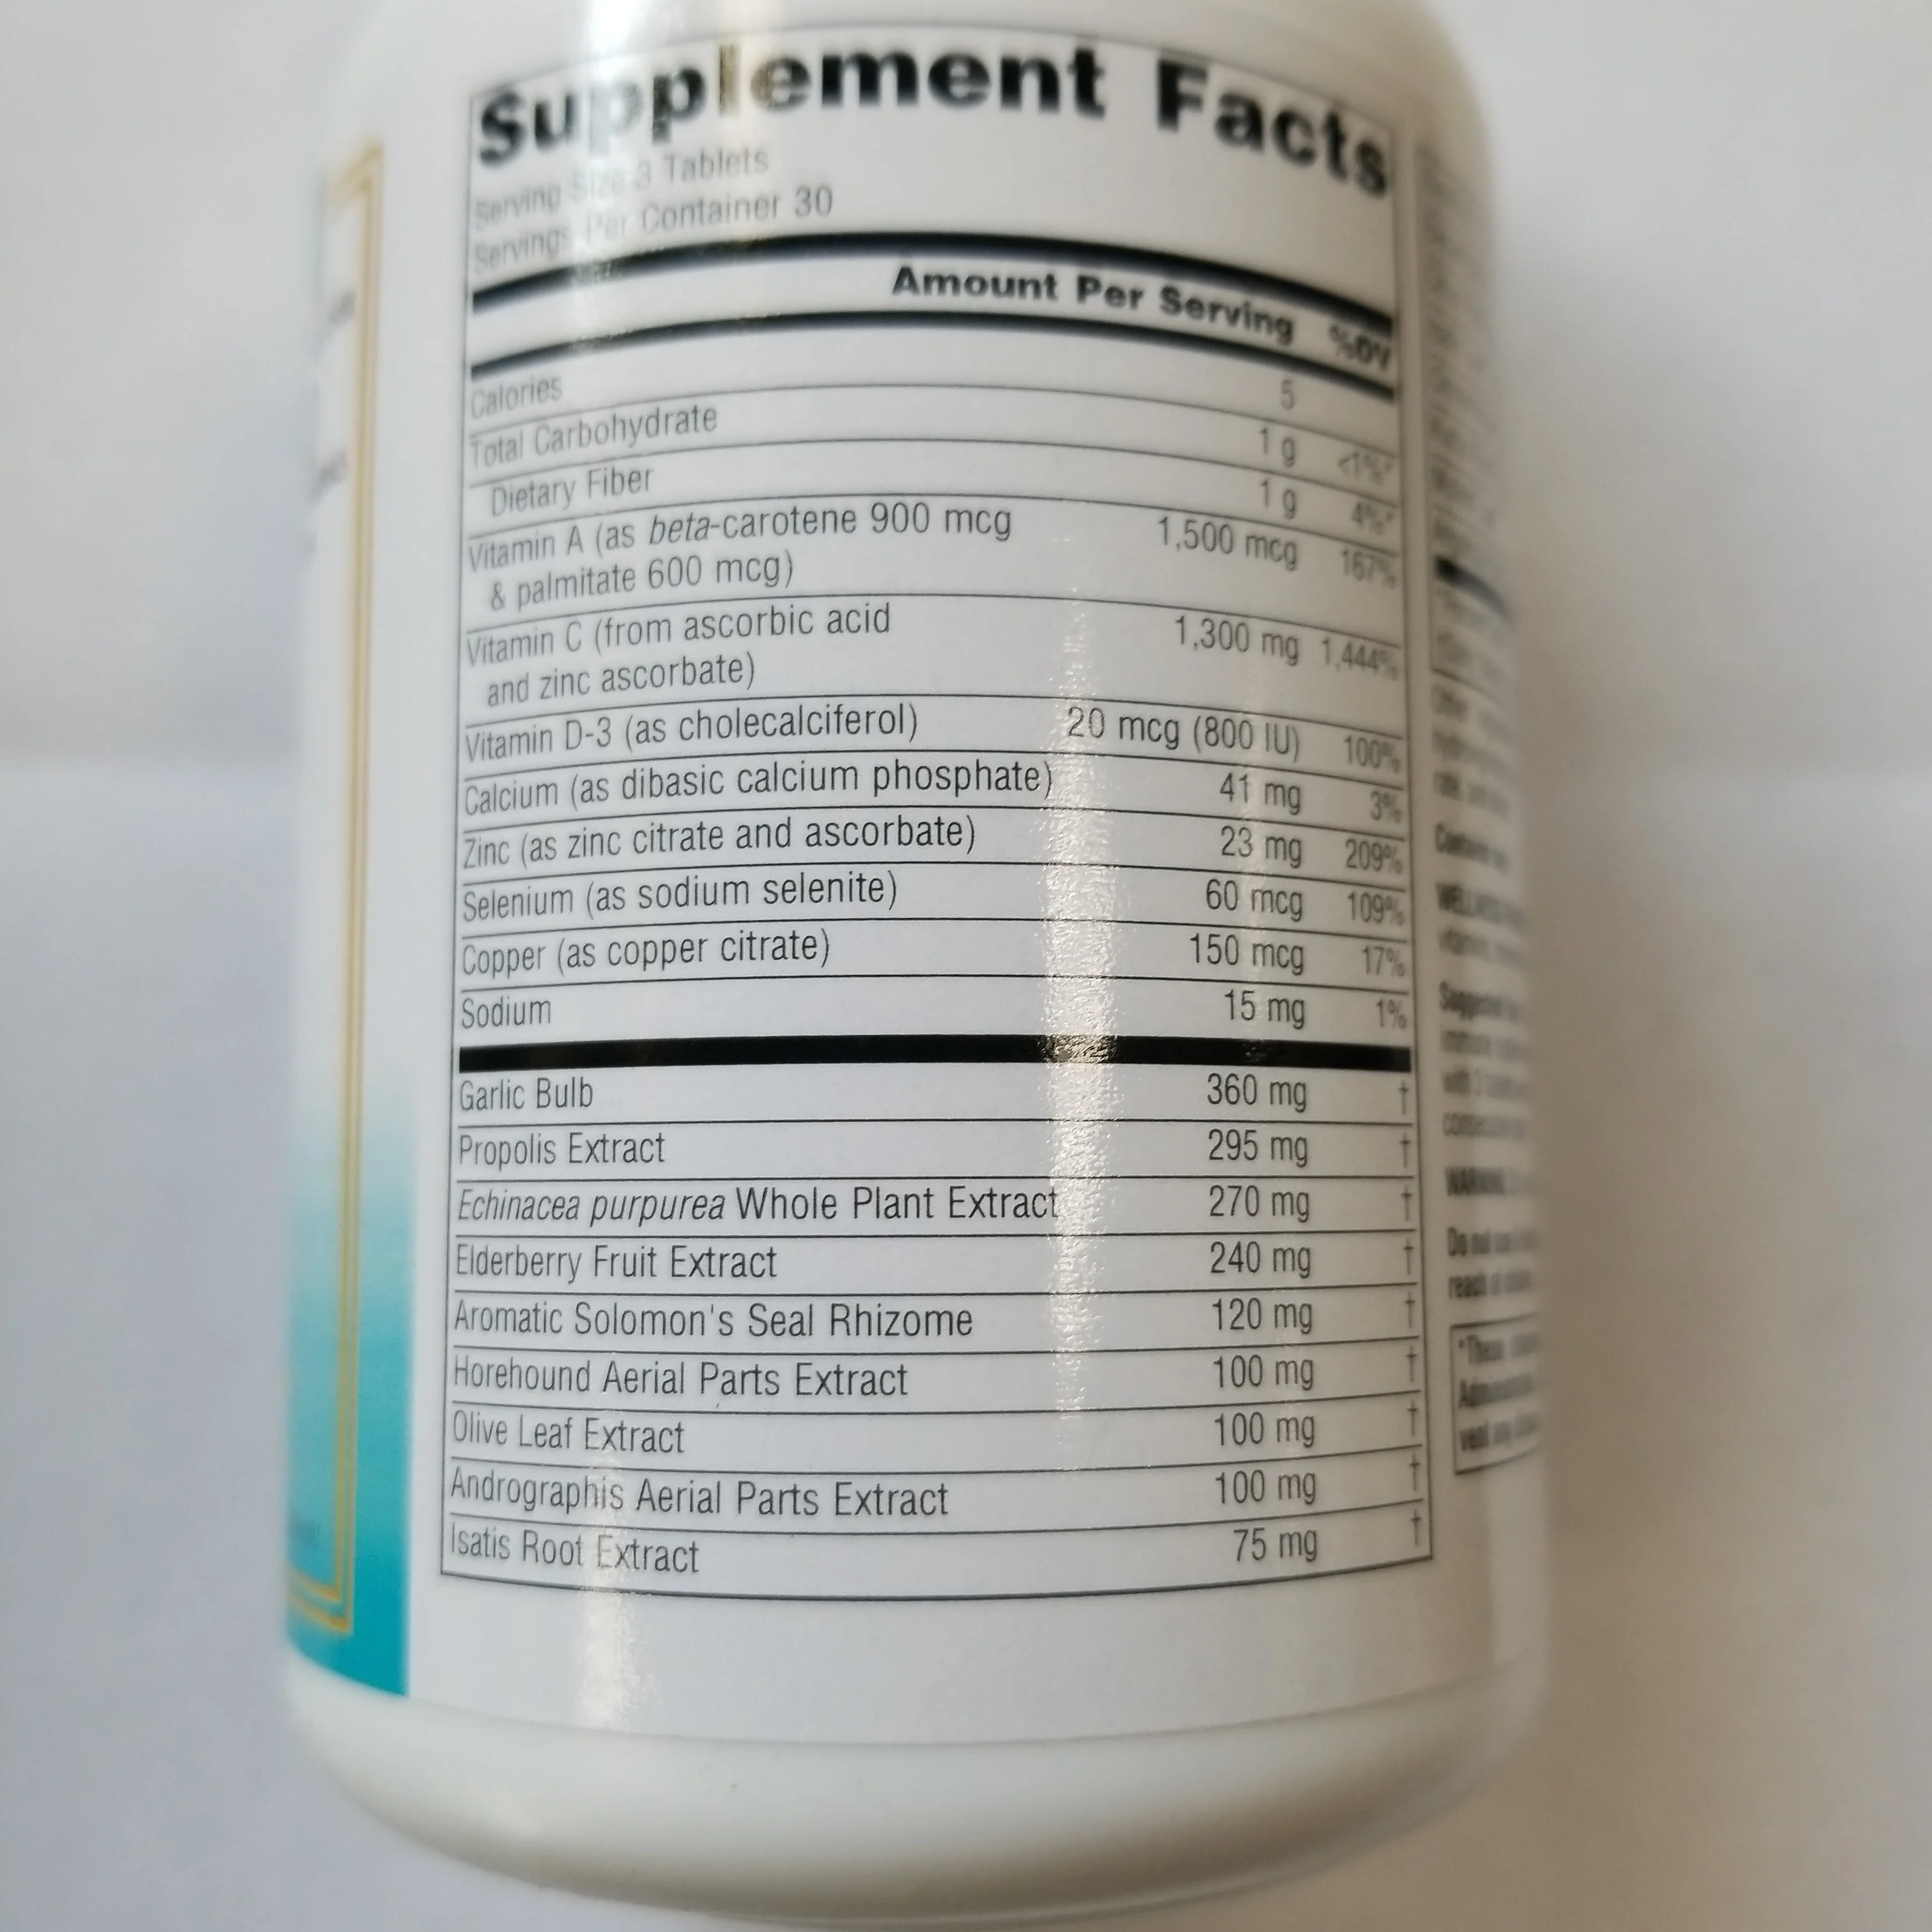 Supplement Facts
Serving Size 3 Tablets
Servings Per Container 30
Amount Per Serving %DV
Calories 5
Total Carbohydrate 1 g <1%*
Dietary Fiber 1 g 4%*
Vitamin A (as beta-carotene 900 mcg 1,500 mcg 167%
& palmitate 600 mcg)
Vitamin C (from ascorbic acid 1,300 mg 1,444%
and zinc ascorbate)
Vitamin D-3 (as cholecalciferol) 20 mcg (800 IU) 100%
Calcium (as dibasic calcium phosphate) 41 mg 3%
Zinc (as zinc citrate and ascorbate) 23 mg 209%
Selenium (as sodium selenite) 60 mcg 109%
Copper (as copper citrate) 150 mcg 17%
Sodium 15 mg 1%
Garlic Bulb 360 mg †
Propolis Extract 295 mg †
Echinacea purpurea Whole Plant Extract 270 mg †
Elderberry Fruit Extract 240 mg †
Aromatic Solomon's Seal Rhizome 120 mg †
Horehound Aerial Parts Extract 100 mg †
Olive Leaf Extract 100 mg †
Andrographis Aerial Parts Extract 100 mg †
Isatis Root Extract 75 mg †